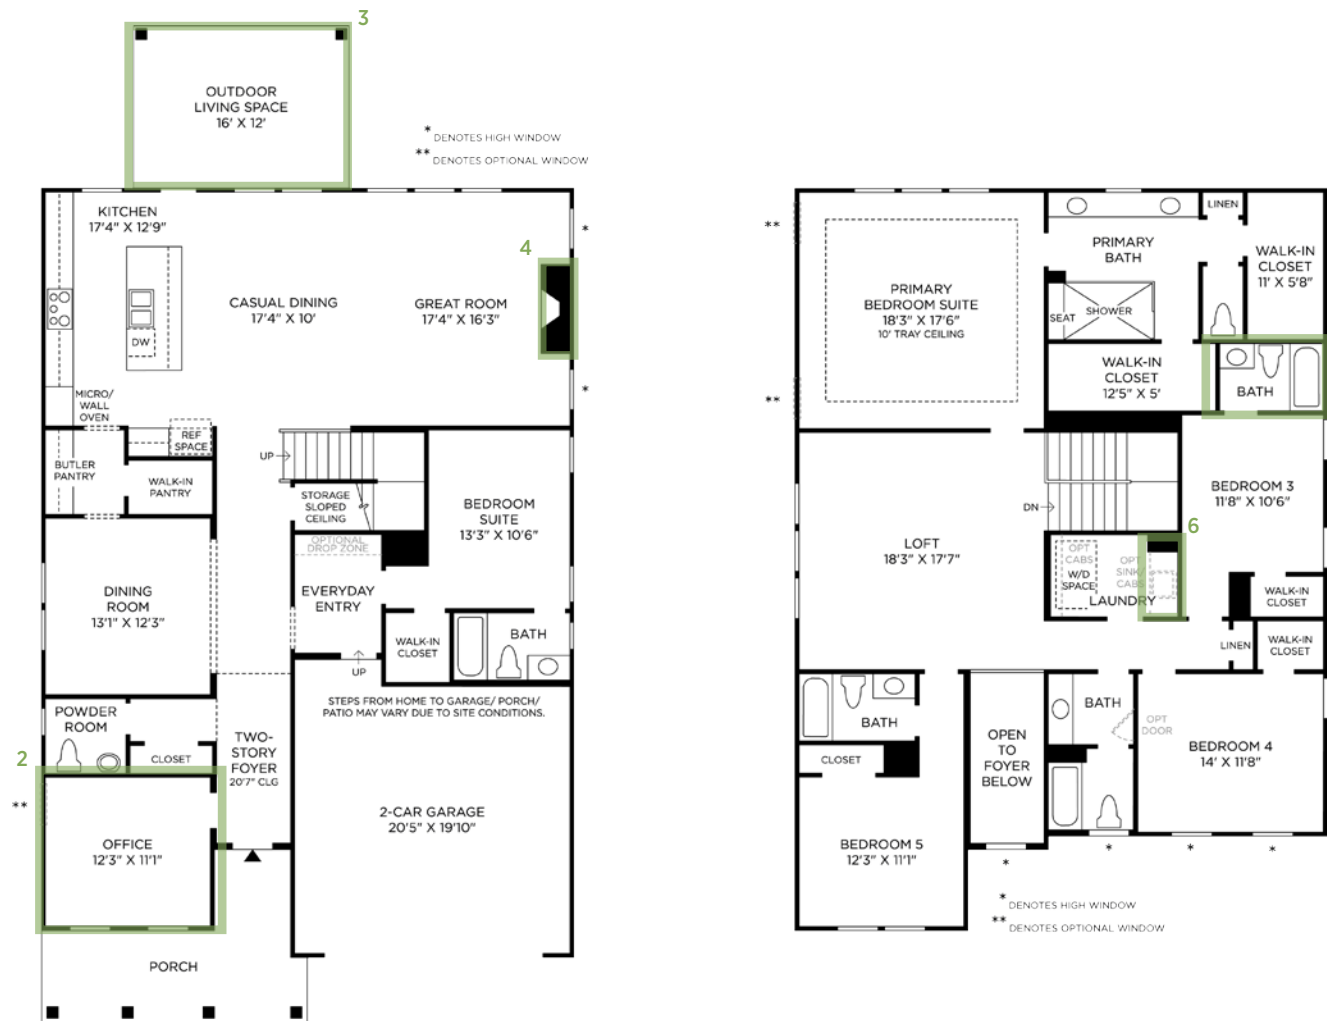 3
OUTDOOR
LIVING SPACE
16' X 12'
* DENOTES HIGH WINDOW
** DENOTES OPTIONAL WINDOW
KITCHEN
17'4" X 12'9"
*
4
CASUAL DINING
17'4" X 10'
GREAT ROOM
17'4" X 16'3"
DW
*
MICRO/
WALL
OVEN
REF
SPACE
UP
BUTLER
PANTRY
WALK-IN
PANTRY
STORAGE
SLOPED
CEILING
BEDROOM
SUITE
13'3" X 10'6"
OPTIONAL
DROP ZONE
EVERYDAY
ENTRY
DINING
ROOM
13'1" X 12'3"
WALK-IN
CLOSET
BATH
UP
STEPS FROM HOME TO GARAGE/ PORCH/
PATIO MAY VARY DUE TO SITE CONDITIONS.
POWDER
ROOM
CLOSET
TWO-
STORY
FOYER
20'7" CLG
2
**
OFFICE
12'3" X 11'1"
2-CAR GARAGE
20'5" X 19'10"
PORCH
**
**
PRIMARY
BEDROOM SUITE
18'3" X 17'6"
10' TRAY CEILING
LINEN
PRIMARY
BATH
WALK-IN
CLOSET
11' X 5'8"
SEAT
SHOWER
WALK-IN
CLOSET
12'5" X 5'
BATH
BEDROOM 3
11'8" X 10'6"
DN
6
LOFT
18'3" X 17'7"
OPT
CABS
W/D
SPACE
OPT
SINK/
CABS
LAUNDRY
WALK-IN
CLOSET
LINEN
WALK-IN
CLOSET
BATH
CLOSET
OPEN
TO
FOYER
BELOW
BATH
OPT
DOOR
BEDROOM 4
14' X 11'8"
BEDROOM 5
12'3" X 11'1"
*
*
*
*
* DENOTES HIGH WINDOW
** DENOTES OPTIONAL WINDOW